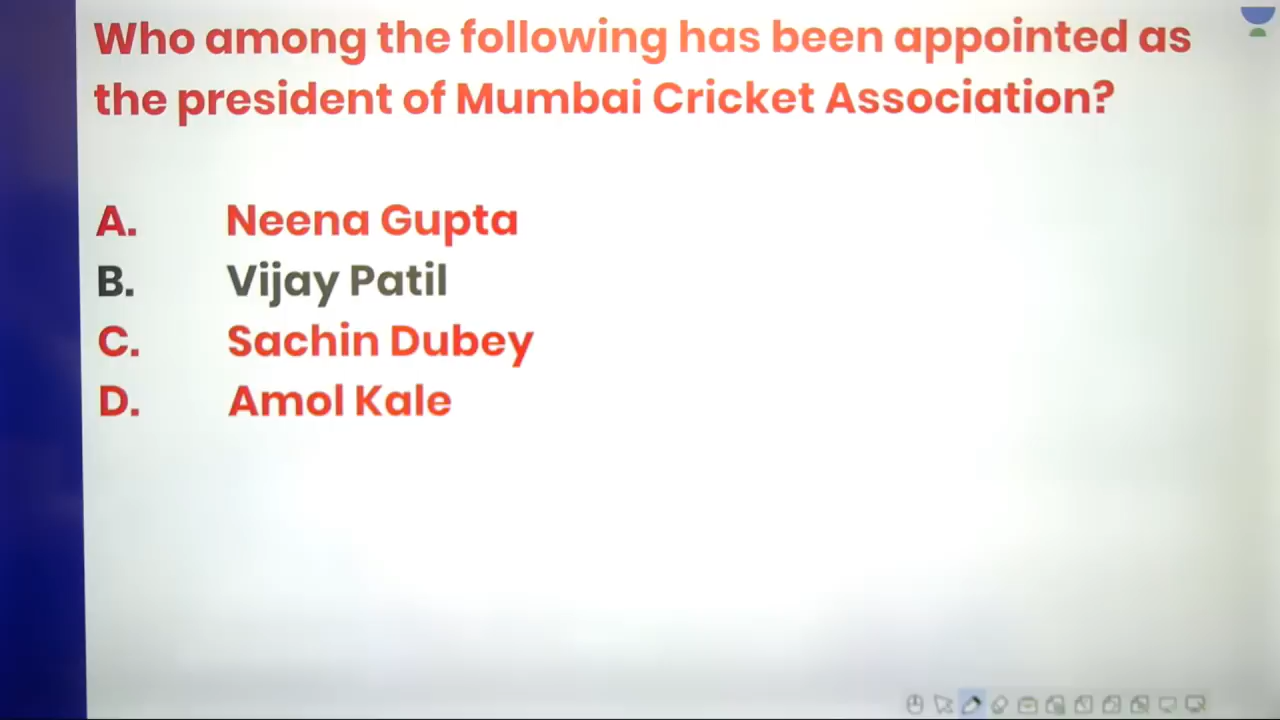 Who among the following has been appointed as
the president of Mumbai Cricket Association?
A. Neena Gupta
B. Vijay Patil
C. Sachin Dubey
D. Amol Kale